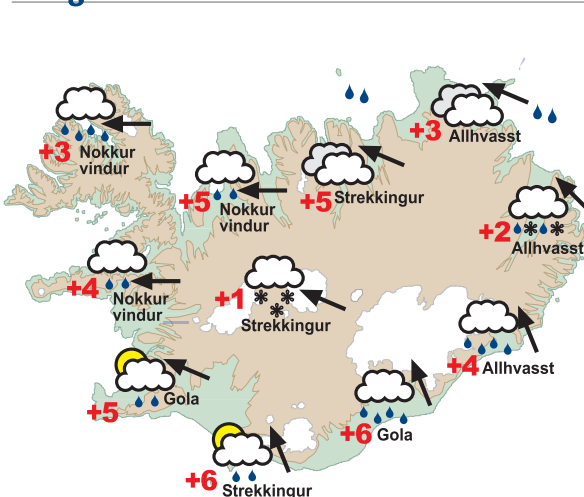 +3 Allhvasst
+3 Nokkur
vindur
+5 Nokkur
vindur
+5 Strekkingur
+2 Allhvasst
+4 Nokkur
vindur
+1
Strekkingur
+4 Allhvasst
+5 Gola
+6 Gola
+6 Strekkingur